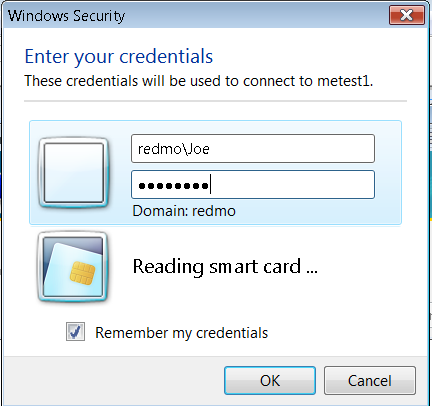 Windows Security
Enter your credentials
These credentials will be used to connect to metest1.
redmo\Joe
●●●●●●●●
Domain: redmo
Reading smart card ...
Remember my credentials
OK
Cancel